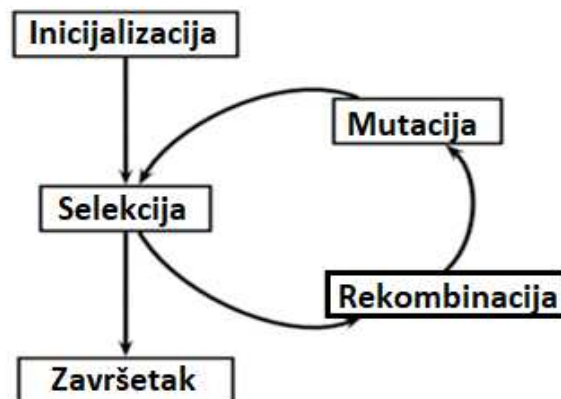 Inicijalizacija
Mutacija
Selekcija
Rekombinacija
Završetak